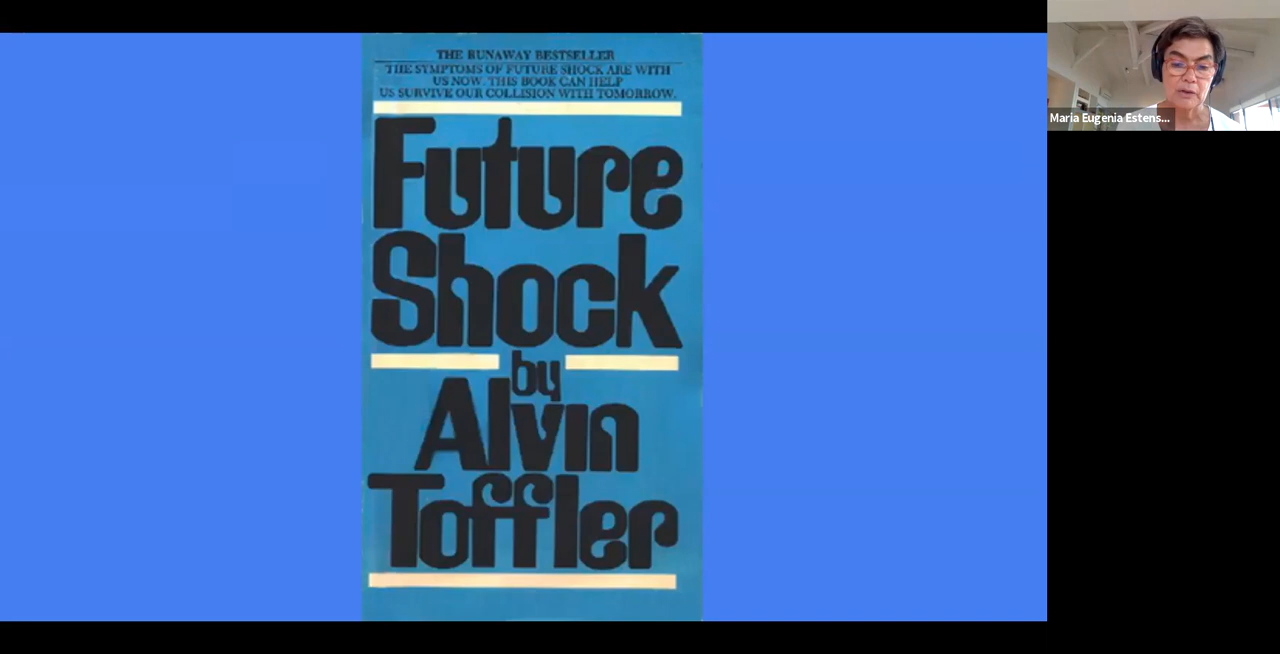 THE RUNAWAY BESTSELLER
THE SYMPTOMS OF FUTURE SHOCK ARE WITH
US NOW. THIS BOOK CAN HELP
US SURVIVE OUR COLLISION WITH TOMORROW.
Future
Shock
by
Alvin
Toffler
Maria Eugenia Estens...